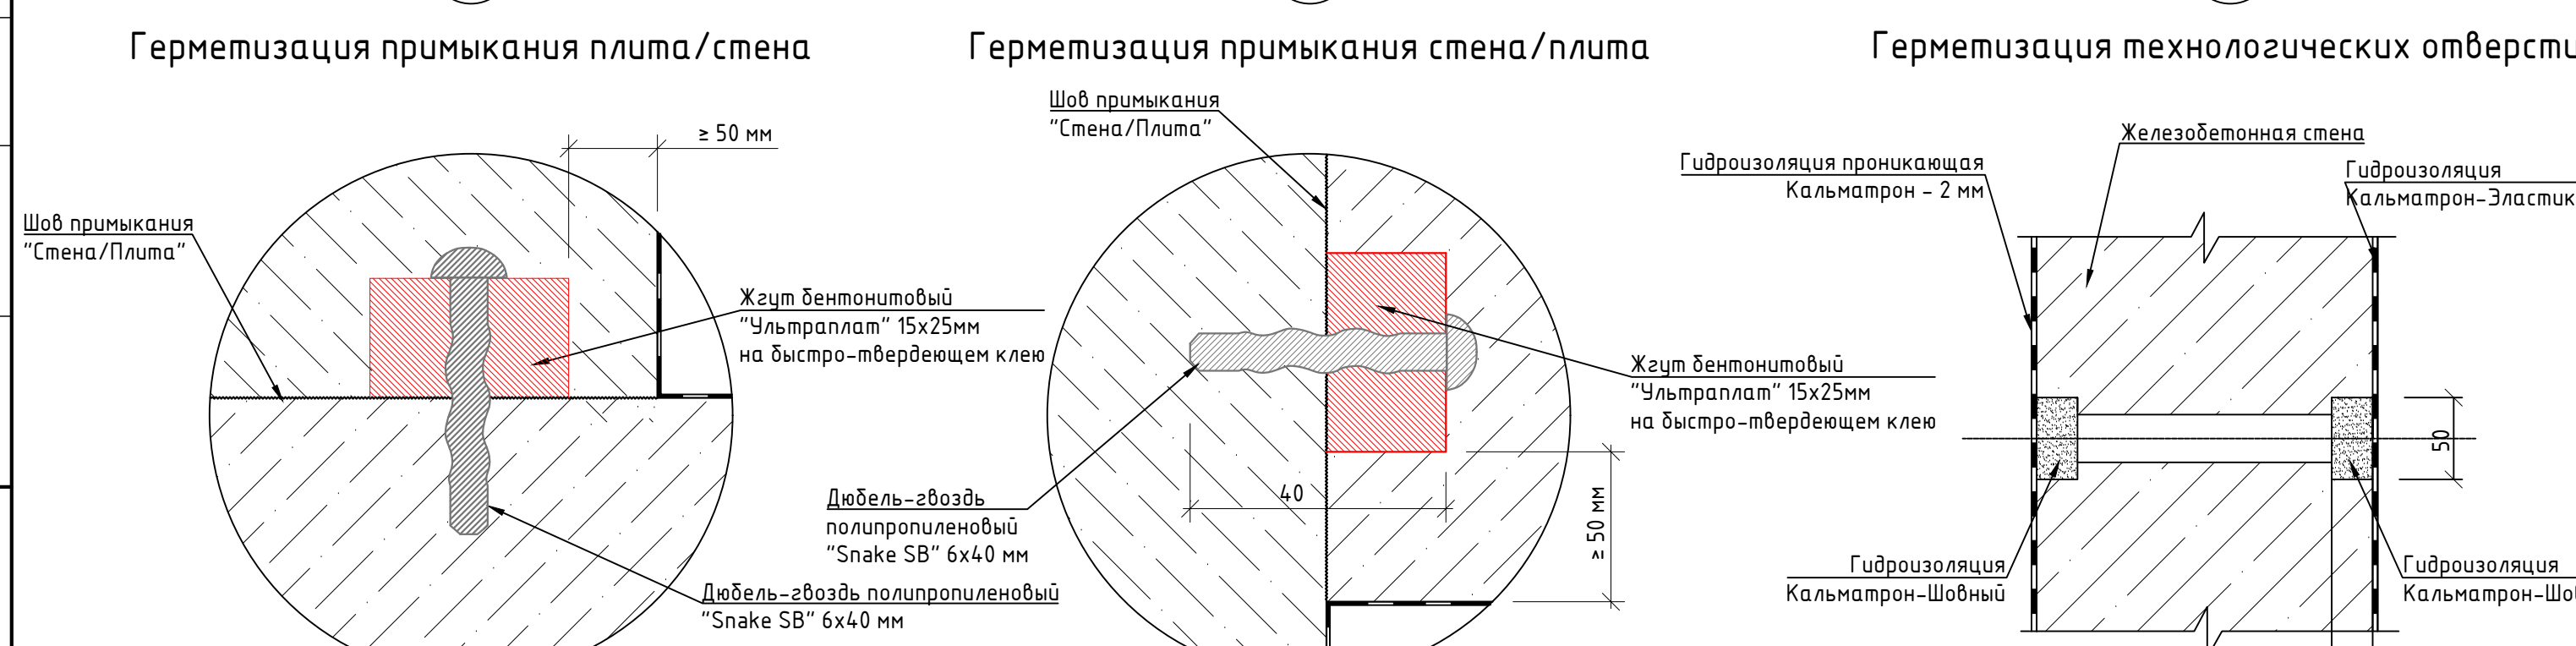 Герметизация примыкания плита/стена
≥ 50 мм
Шов примыкания
"Стена/Плита"
Жгут бентонитовый
"Ультраплат" 15х25мм
на быстро-твердеющем клею
Дюбель-гвоздь полипропиленовый
"Snake SB" 6х40 мм
Герметизация примыкания стена/плита
Шов примыкания
"Стена/Плита"
Жгут бентонитовый
"Ультраплат" 15х25мм
на быстро-твердеющем клею
40
≥ 50 мм
Дюбель-гвоздь
полипропиленовый
"Snake SB" 6х40 мм
Герметизация технологических отверсти
Железобетонная стена
Гидроизоляция проникающая
Кальматрон - 2 мм
Гидроизоляция
Кальматрон-Эластик
50
Гидроизоляция
Кальматрон-Шовный
Гидроизоляция
Кальматрон-Шо